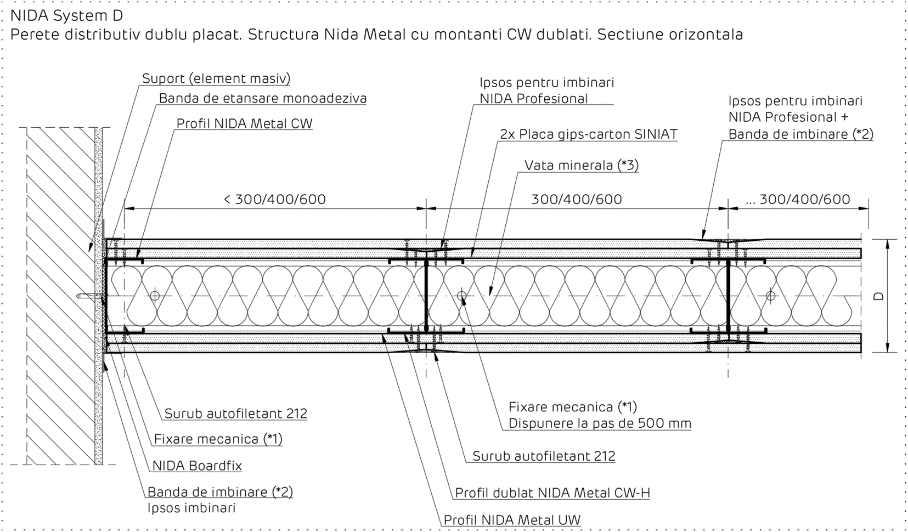 NIDA System D
Perete distributiv dublu placat. Structura Nida Metal cu montanti CW dublati. Sectiune orizontala
Suport (element masiv)
Banda de etansare monoadeziva
Profil NIDA Metal CW
Ipsos pentru imbinari
NIDA Profesional
2x Placa gips-carton SINIAT
Vata minerala (*3)
Ipsos pentru imbinari
NIDA Profesional +
Banda de imbinare (*2)
< 300/400/600
300/400/600
... 300/400/600
D
Surub autofiletant 212
Fixare mecanica (*1)
NIDA Boardfix
Banda de imbinare (*2)
Ipsos imbinari
Fixare mecanica (*1)
Dispunere la pas de 500 mm
Surub autofiletant 212
Profil dublat NIDA Metal CW-H
Profil NIDA Metal UW